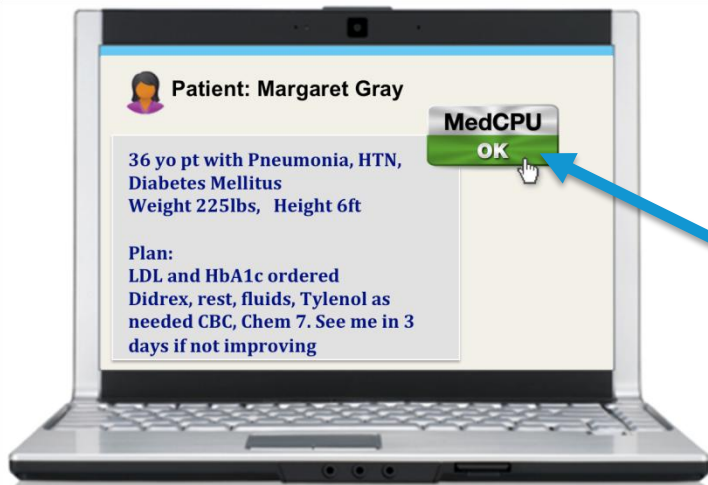 Patient: Margaret Gray
MedCPU
OK
36 yo pt with Pneumonia, HTN,
Diabetes Mellitus
Weight 225lbs, Height 6ft
Plan:
LDL and HbA1c ordered
Didrex, rest, fluids, Tylenol as
needed CBC, Chem 7. See me in 3
days if not improving